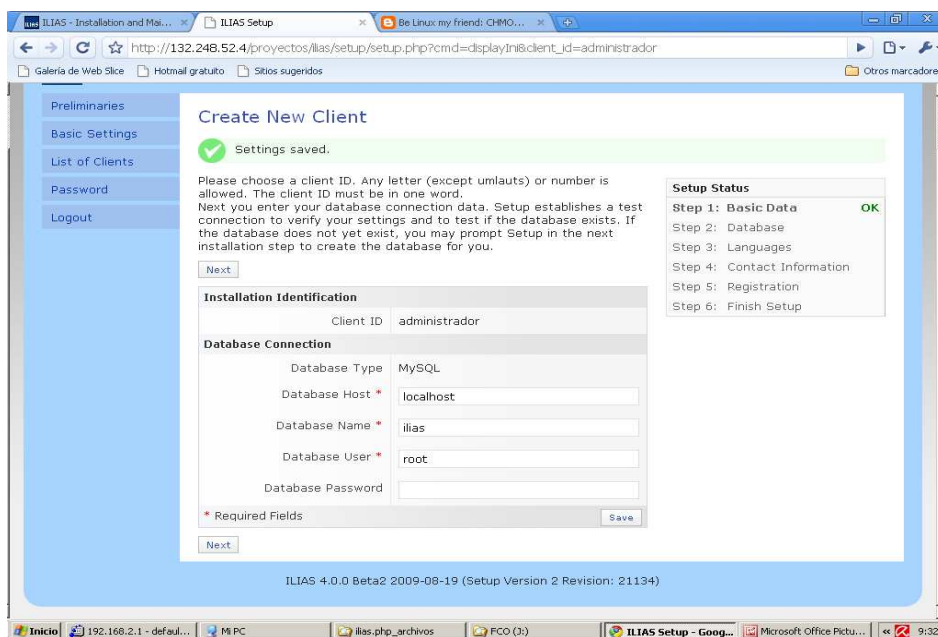 ILIAS - Installation and Mai...
ILIAS Setup
Be Linux my friend: CHMO...
http://132.248.52.4/proyectos/ilias/setup/setup.php?cmd=displayIni&client_id=administrador
Galería de Web Slice
Hotmail gratuito
Sitios sugeridos
Otros marcadore
Preliminaries
Basic Settings
List of Clients
Password
Logout
Create New Client
Settings saved.
Please choose a client ID. Any letter (except umlauts) or number is
allowed. The client ID must be in one word.
Next you enter your database connection data. Setup establishes a test
connection to verify your settings and to test if the database exists. If
the database does not yet exist, you may prompt Setup in the next
installation step to create the database for you.
Next
Installation Identification
Client ID administrador
Database Connection
Database Type MySQL
Database Host * localhost
Database Name * ilias
Database User * root
Database Password
* Required Fields Save
Next
Setup Status
Step 1: Basic Data OK
Step 2: Database
Step 3: Languages
Step 4: Contact Information
Step 5: Registration
Step 6: Finish Setup
ILIAS 4.0.0 Beta2 2009-08-19 (Setup Version 2 Revision: 21134)
Inicio
192.168.2.1 - defaul...
Mi PC
ilias.php_archivos
FCO (J:)
ILIAS Setup - Goog...
Microsoft Office Pictu...
9:32